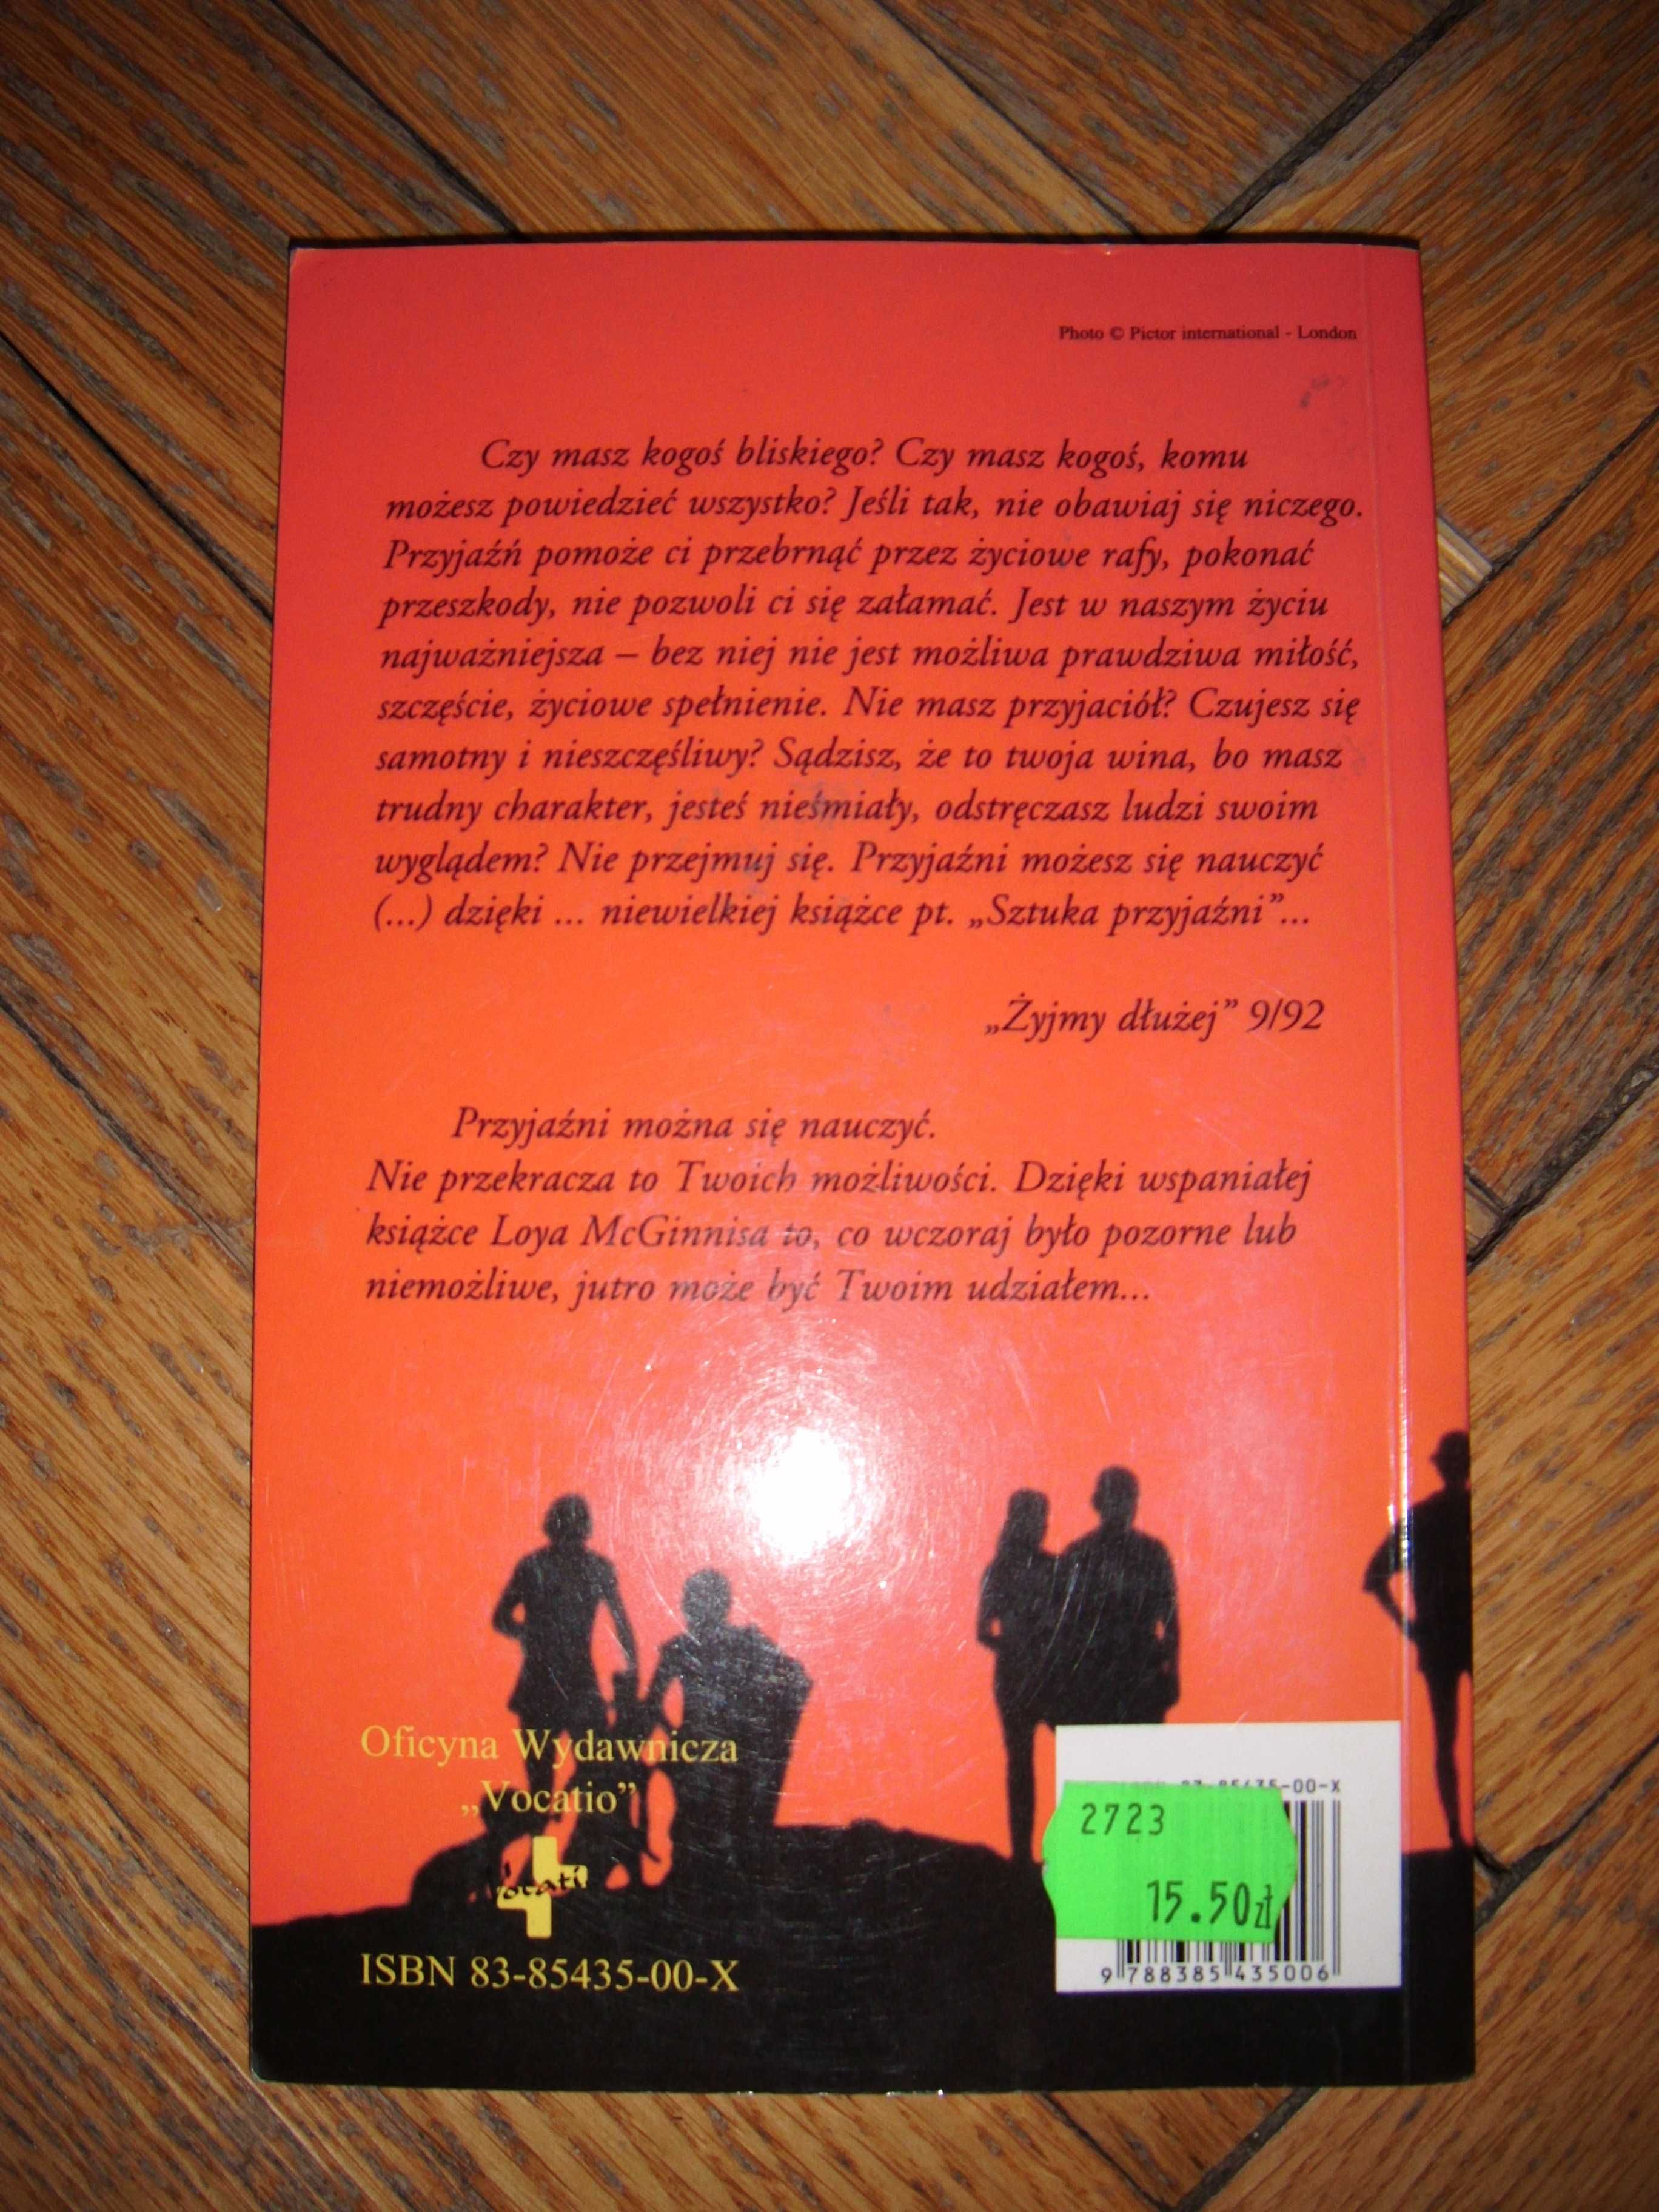 Photo © Pictor international - London
Czy masz kogoś bliskiego? Czy masz kogoś, komu
możesz powiedzieć wszystko? Jeśli tak, nie obawiaj się niczego.
Przyjaźń pomoże ci przebrnąć przez życiowe rafy, pokonać
przeszkody, nie pozwoli ci się załamać. Jest w naszym życiu
najważniejsza – bez niej nie jest możliwa prawdziwa miłość,
szczęście, życiowe spełnienie. Nie masz przyjaciół? Czujesz się
samotny i nieszczęśliwy? Sądzisz, że to twoja wina, bo masz
trudny charakter, jesteś nieśmiały, odstręczasz ludzi swoim
wyglądem? Nie przejmuj się. Przyjaźni możesz się nauczyć
(...) dzięki ... niewielkiej książce pt. „Sztuka przyjaźni”...
„Żyjmy dłużej” 9/92
Przyjaźni można się nauczyć.
Nie przekracza to Twoich możliwości. Dzięki wspaniałej
książce Loya McGinnisa to, co wczoraj było pozorne lub
niemożliwe, jutro może być Twoim udziałem...
Oficyna Wydawnicza
„Vocatio”
ISBN 83-85435-00-X
83-85435-00-X
2723
15.50zł
9 788385 435006